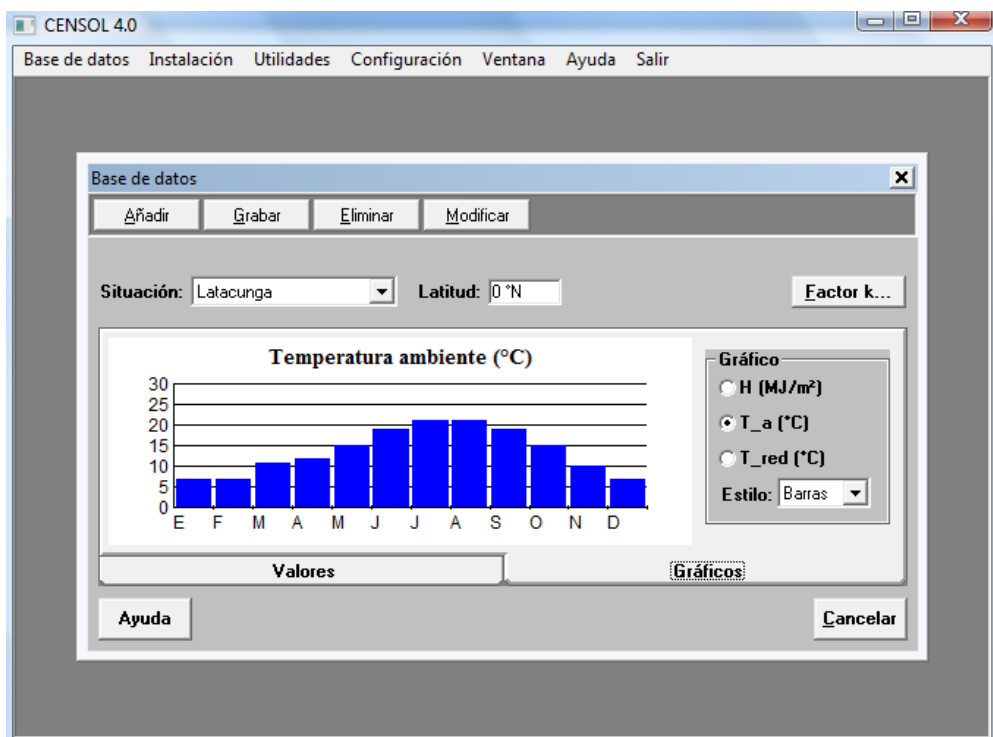 CENSOL 4.0
Base de datos Instalación Utilidades Configuración Ventana Ayuda Salir
Base de datos
Añadir Grabar Eliminar Modificar
Situación: Latacunga Latitud: 0 °N Factor k...
Temperatura ambiente (°C)
30
25
20
15
10
5
0
E F M A M J J A S O N D
Gráfico
H (MJ/m²)
T_a (°C)
T_red (°C)
Estilo: Barras
Valores Gráficos
Ayuda Cancelar